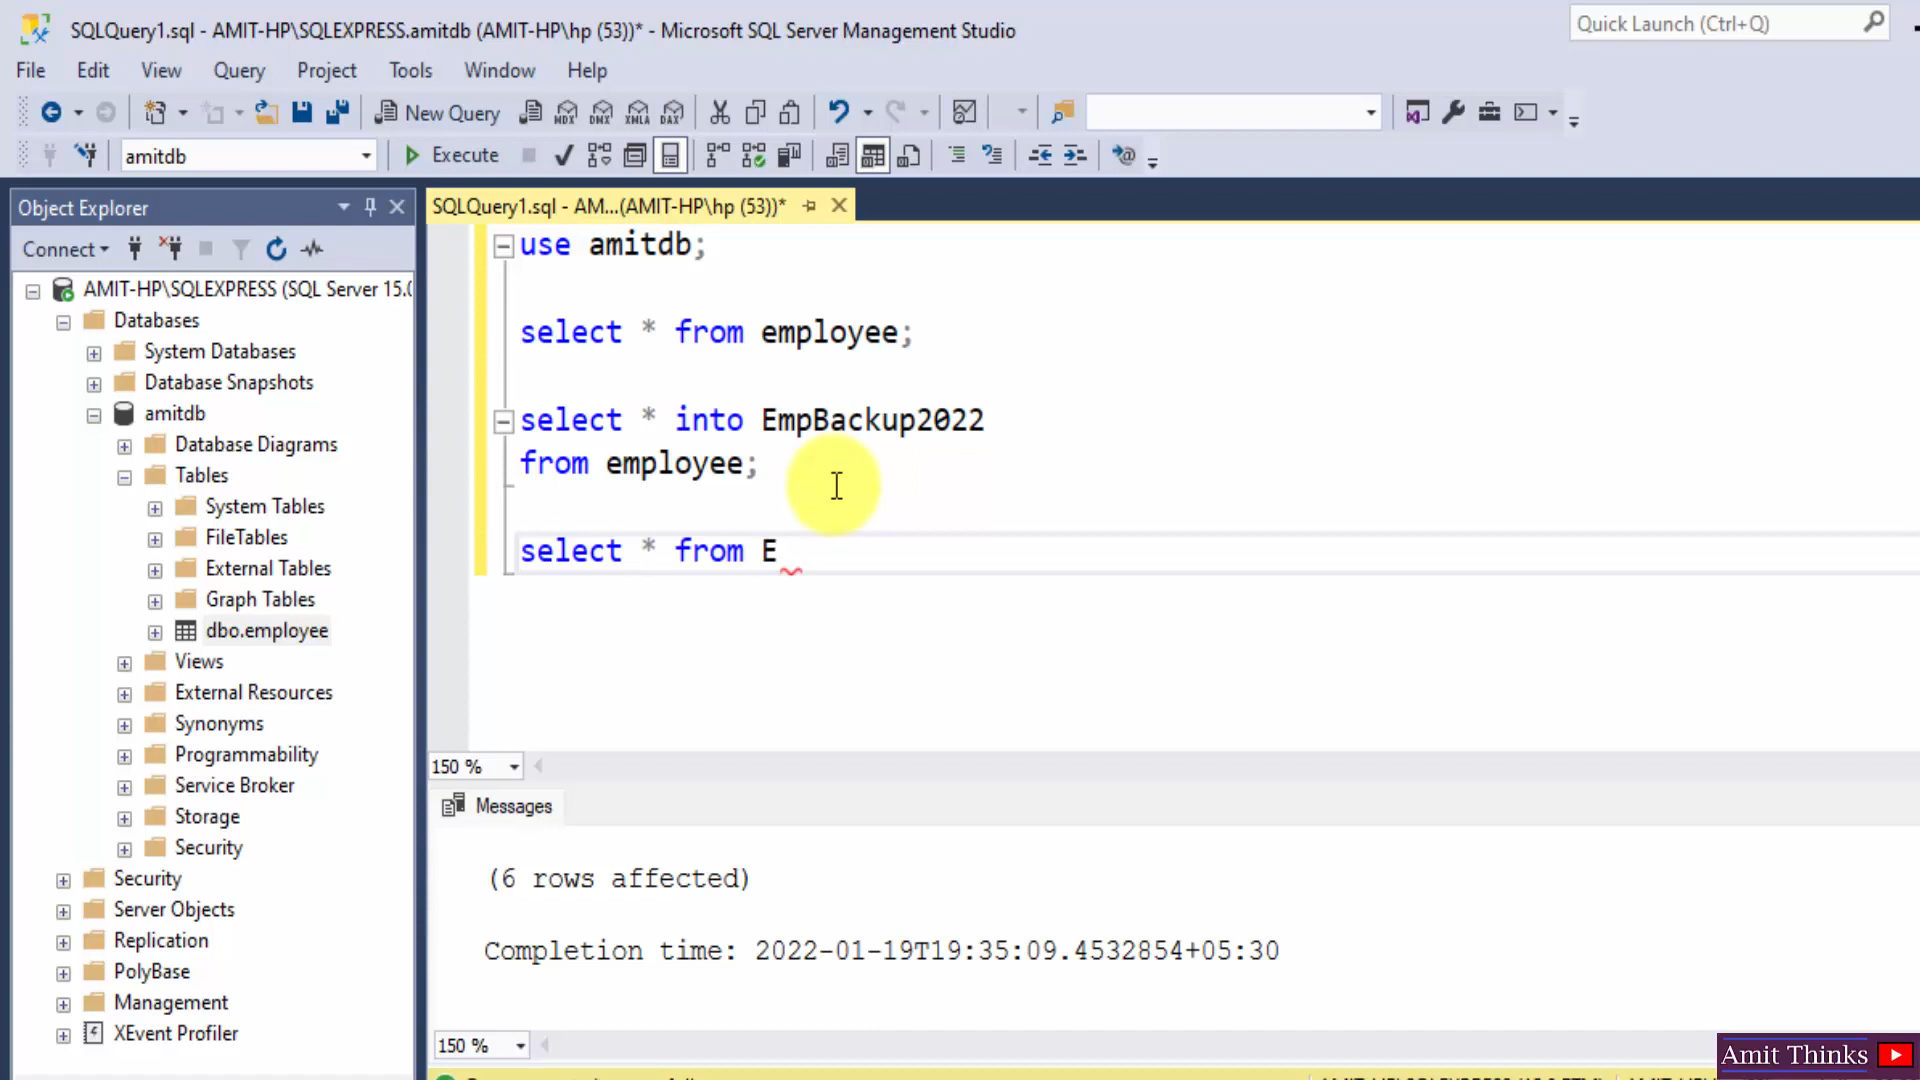 SQLQuery1.sql - AMIT-HP\SQLEXPRESS.amitdb (AMIT-HP\hp (53))* - Microsoft SQL Server Management Studio
Quick Launch (Ctrl+Q)
File Edit View Query Project Tools Window Help
New Query MDX DMX XMLA DAX
amitdb Execute
Object Explorer
SQLQuery1.sql - AM...(AMIT-HP\hp (53))*
Connect
AMIT-HP\SQLEXPRESS (SQL Server 15.0
Databases
System Databases
Database Snapshots
amitdb
Database Diagrams
Tables
System Tables
FileTables
External Tables
Graph Tables
dbo.employee
Views
External Resources
Synonyms
Programmability
Service Broker
Storage
Security
Security
Server Objects
Replication
PolyBase
Management
XEvent Profiler
use amitdb;
select * from employee;
select * into EmpBackup2022
from employee;
select * from E
150 %
Messages
(6 rows affected)
Completion time: 2022-01-19T19:35:09.4532854+05:30
150 %
Amit Thinks